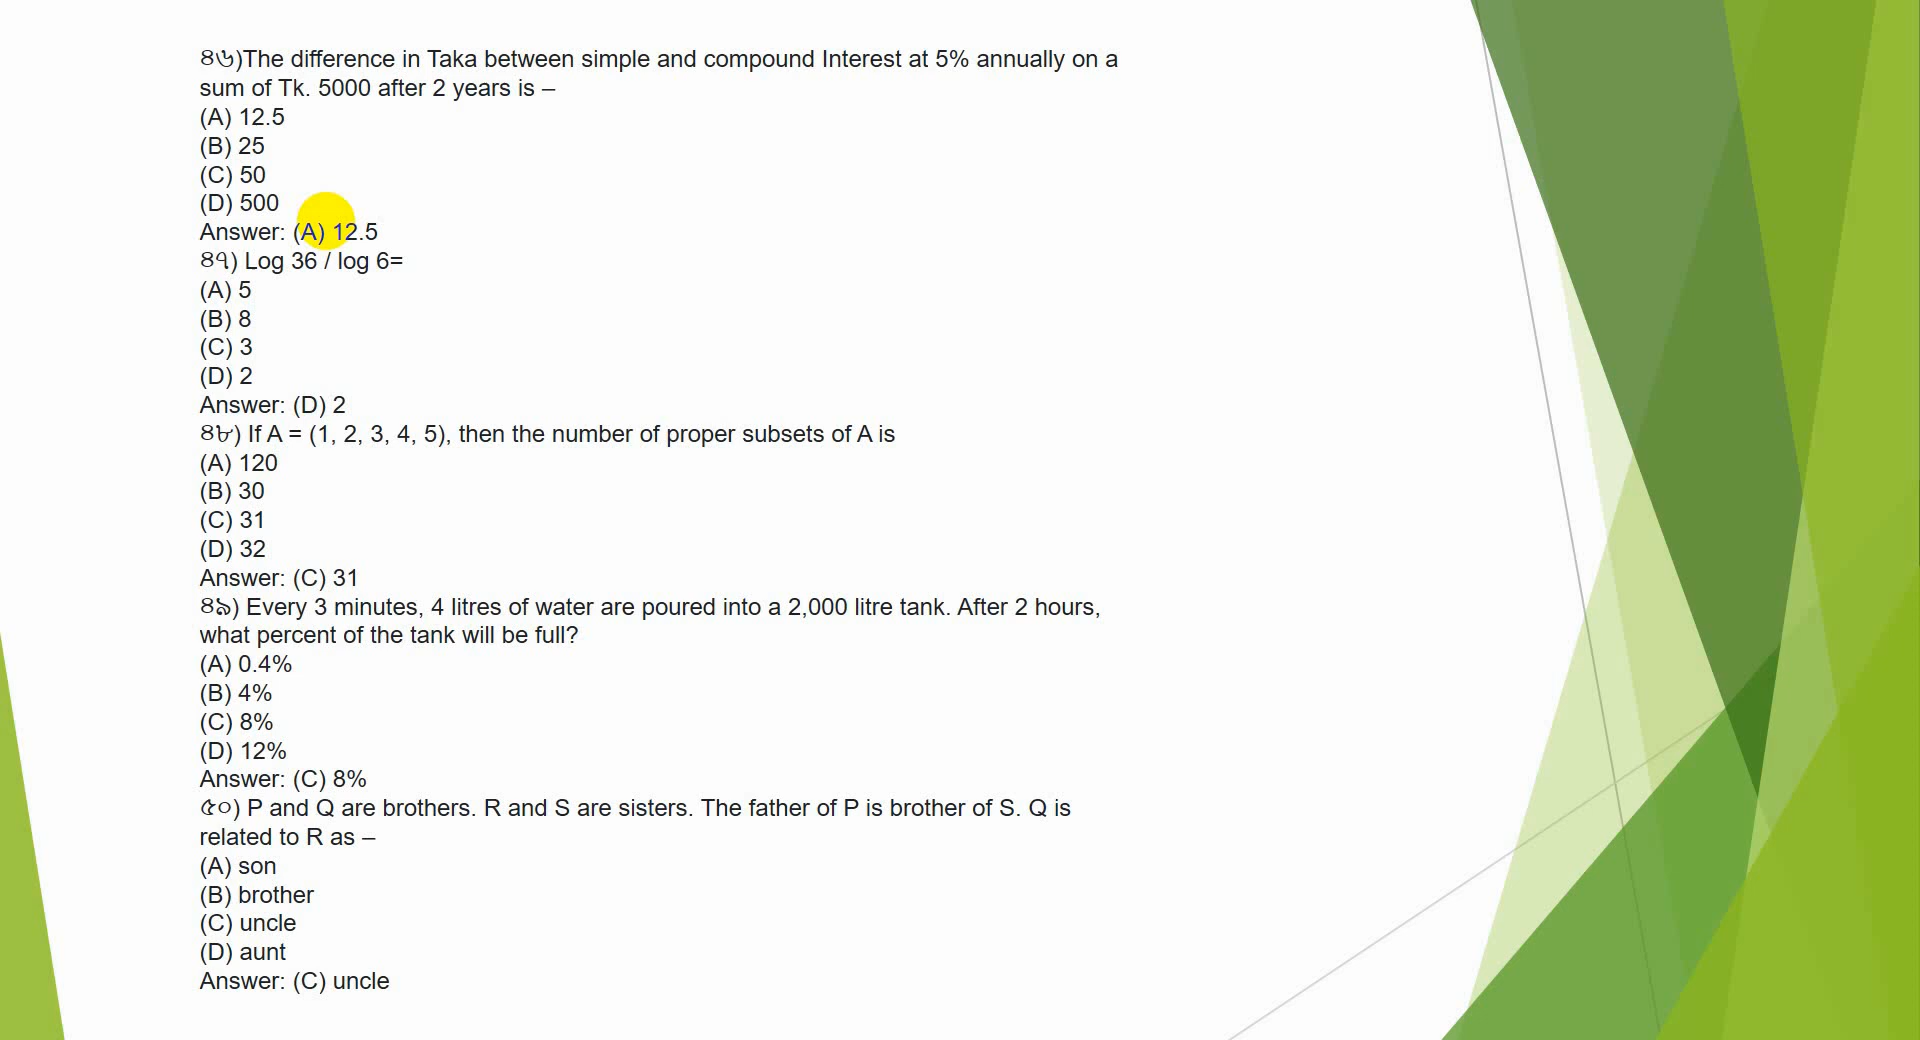 ৪৬)The difference in Taka between simple and compound Interest at 5% annually on a
sum of Tk. 5000 after 2 years is –
(A) 12.5
(B) 25
(C) 50
(D) 500
Answer: (A) 12.5
৪৭) Log 36 / log 6=
(A) 5
(B) 8
(C) 3
(D) 2
Answer: (D) 2
৪৮) If A = (1, 2, 3, 4, 5), then the number of proper subsets of A is
(A) 120
(B) 30
(C) 31
(D) 32
Answer: (C) 31
৪৯) Every 3 minutes, 4 litres of water are poured into a 2,000 litre tank. After 2 hours,
what percent of the tank will be full?
(A) 0.4%
(B) 4%
(C) 8%
(D) 12%
Answer: (C) 8%
৫০) P and Q are brothers. R and S are sisters. The father of P is brother of S. Q is
related to R as –
(A) son
(B) brother
(C) uncle
(D) aunt
Answer: (C) uncle